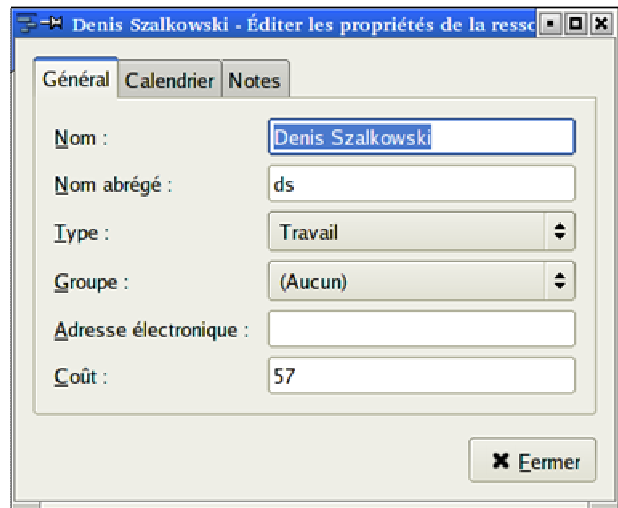 Denis Szalkowski - Éditer les propriétés de la resso
Général Calendrier Notes
Nom : Denis Szalkowski
Nom abrégé : ds
Type : Travail
Groupe : (Aucun)
Adresse électronique :
Coût : 57
Fermer